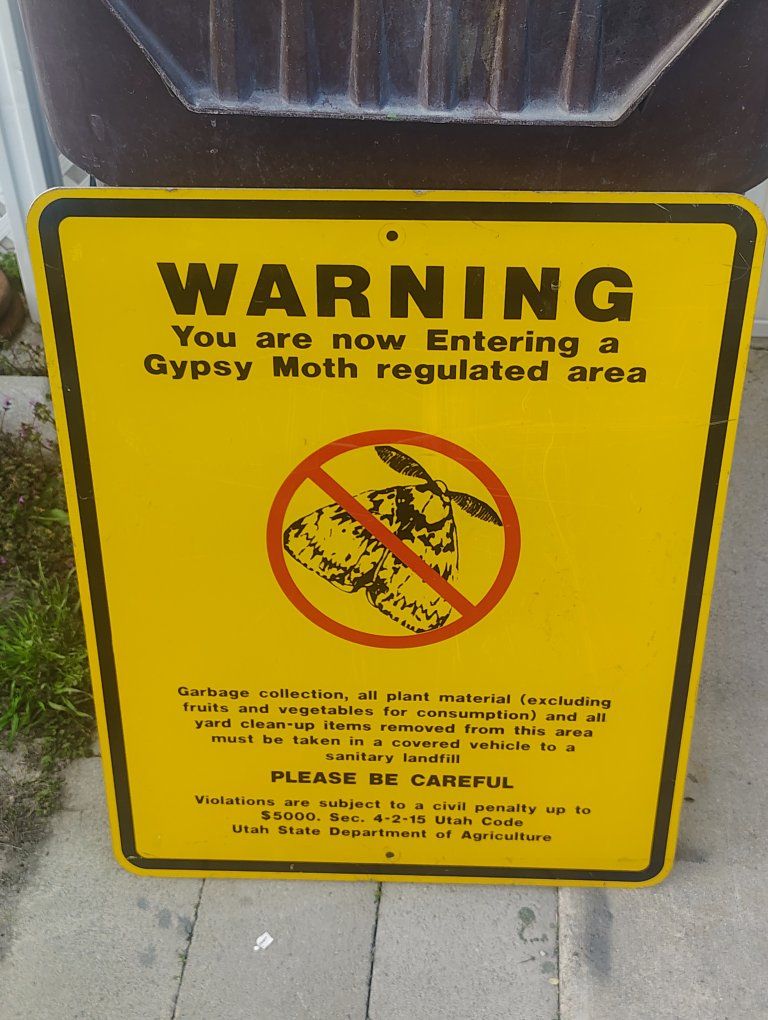 WARNING
You are now Entering a
Gypsy Moth regulated area
Garbage collection, all plant material (excluding
fruits and vegetables for consumption) and all
yard clean-up items removed from this area
must be taken in a covered vehicle to a
sanitary landfill
PLEASE BE CAREFUL
Violations are subject to a civil penalty up to
$5000. Sec. 4-2-15 Utah Code
Utah State Department of Agriculture